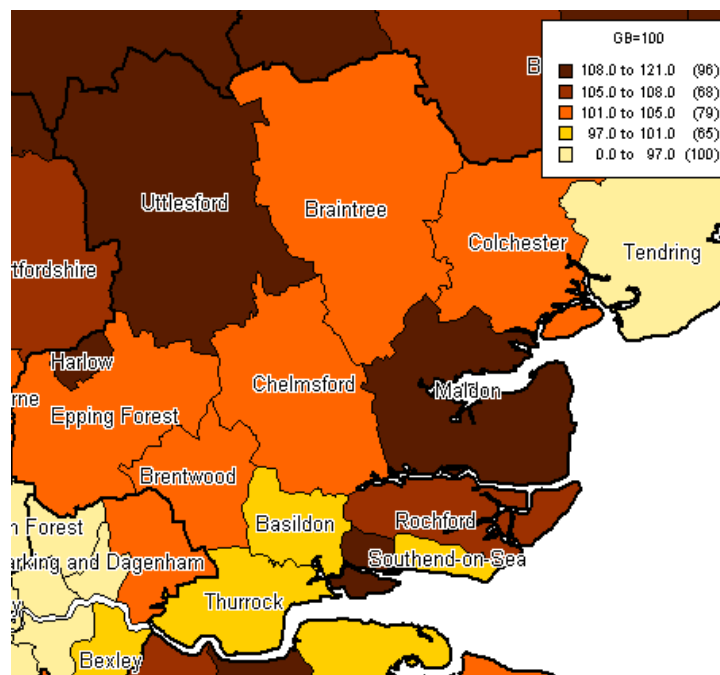 GB=100
B
108.0 to 121.0 (96)
105.0 to 108.0 (68)
101.0 to 105.0 (79)
97.0 to 101.0 (65)
0.0 to 97.0 (100)
Uttlesford
Braintree
Colchester
Tendring
rtfordshire
Harlow
Chelmsford
Maldon
rne
Epping Forest
Brentwood
Basildon
Rochford
n Forest
arking and Dagenham
Southend-on-Sea
Thurrock
y
Bexley